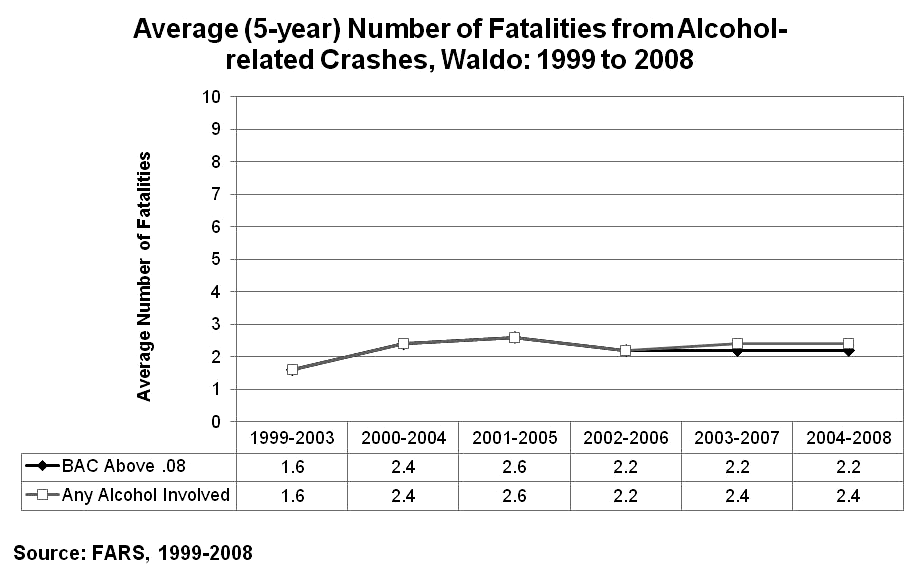 Average (5-year) Number of Fatalities from Alcohol-
related Crashes, Waldo: 1999 to 2008
Average Number of Fatalities
10
9
8
7
6
5
4
3
2
1
0
1999-2003 2000-2004 2001-2005 2002-2006 2003-2007 2004-2008
BAC Above .08 1.6 2.4 2.6 2.2 2.2 2.2
Any Alcohol Involved 1.6 2.4 2.6 2.2 2.4 2.4
Source: FARS, 1999-2008